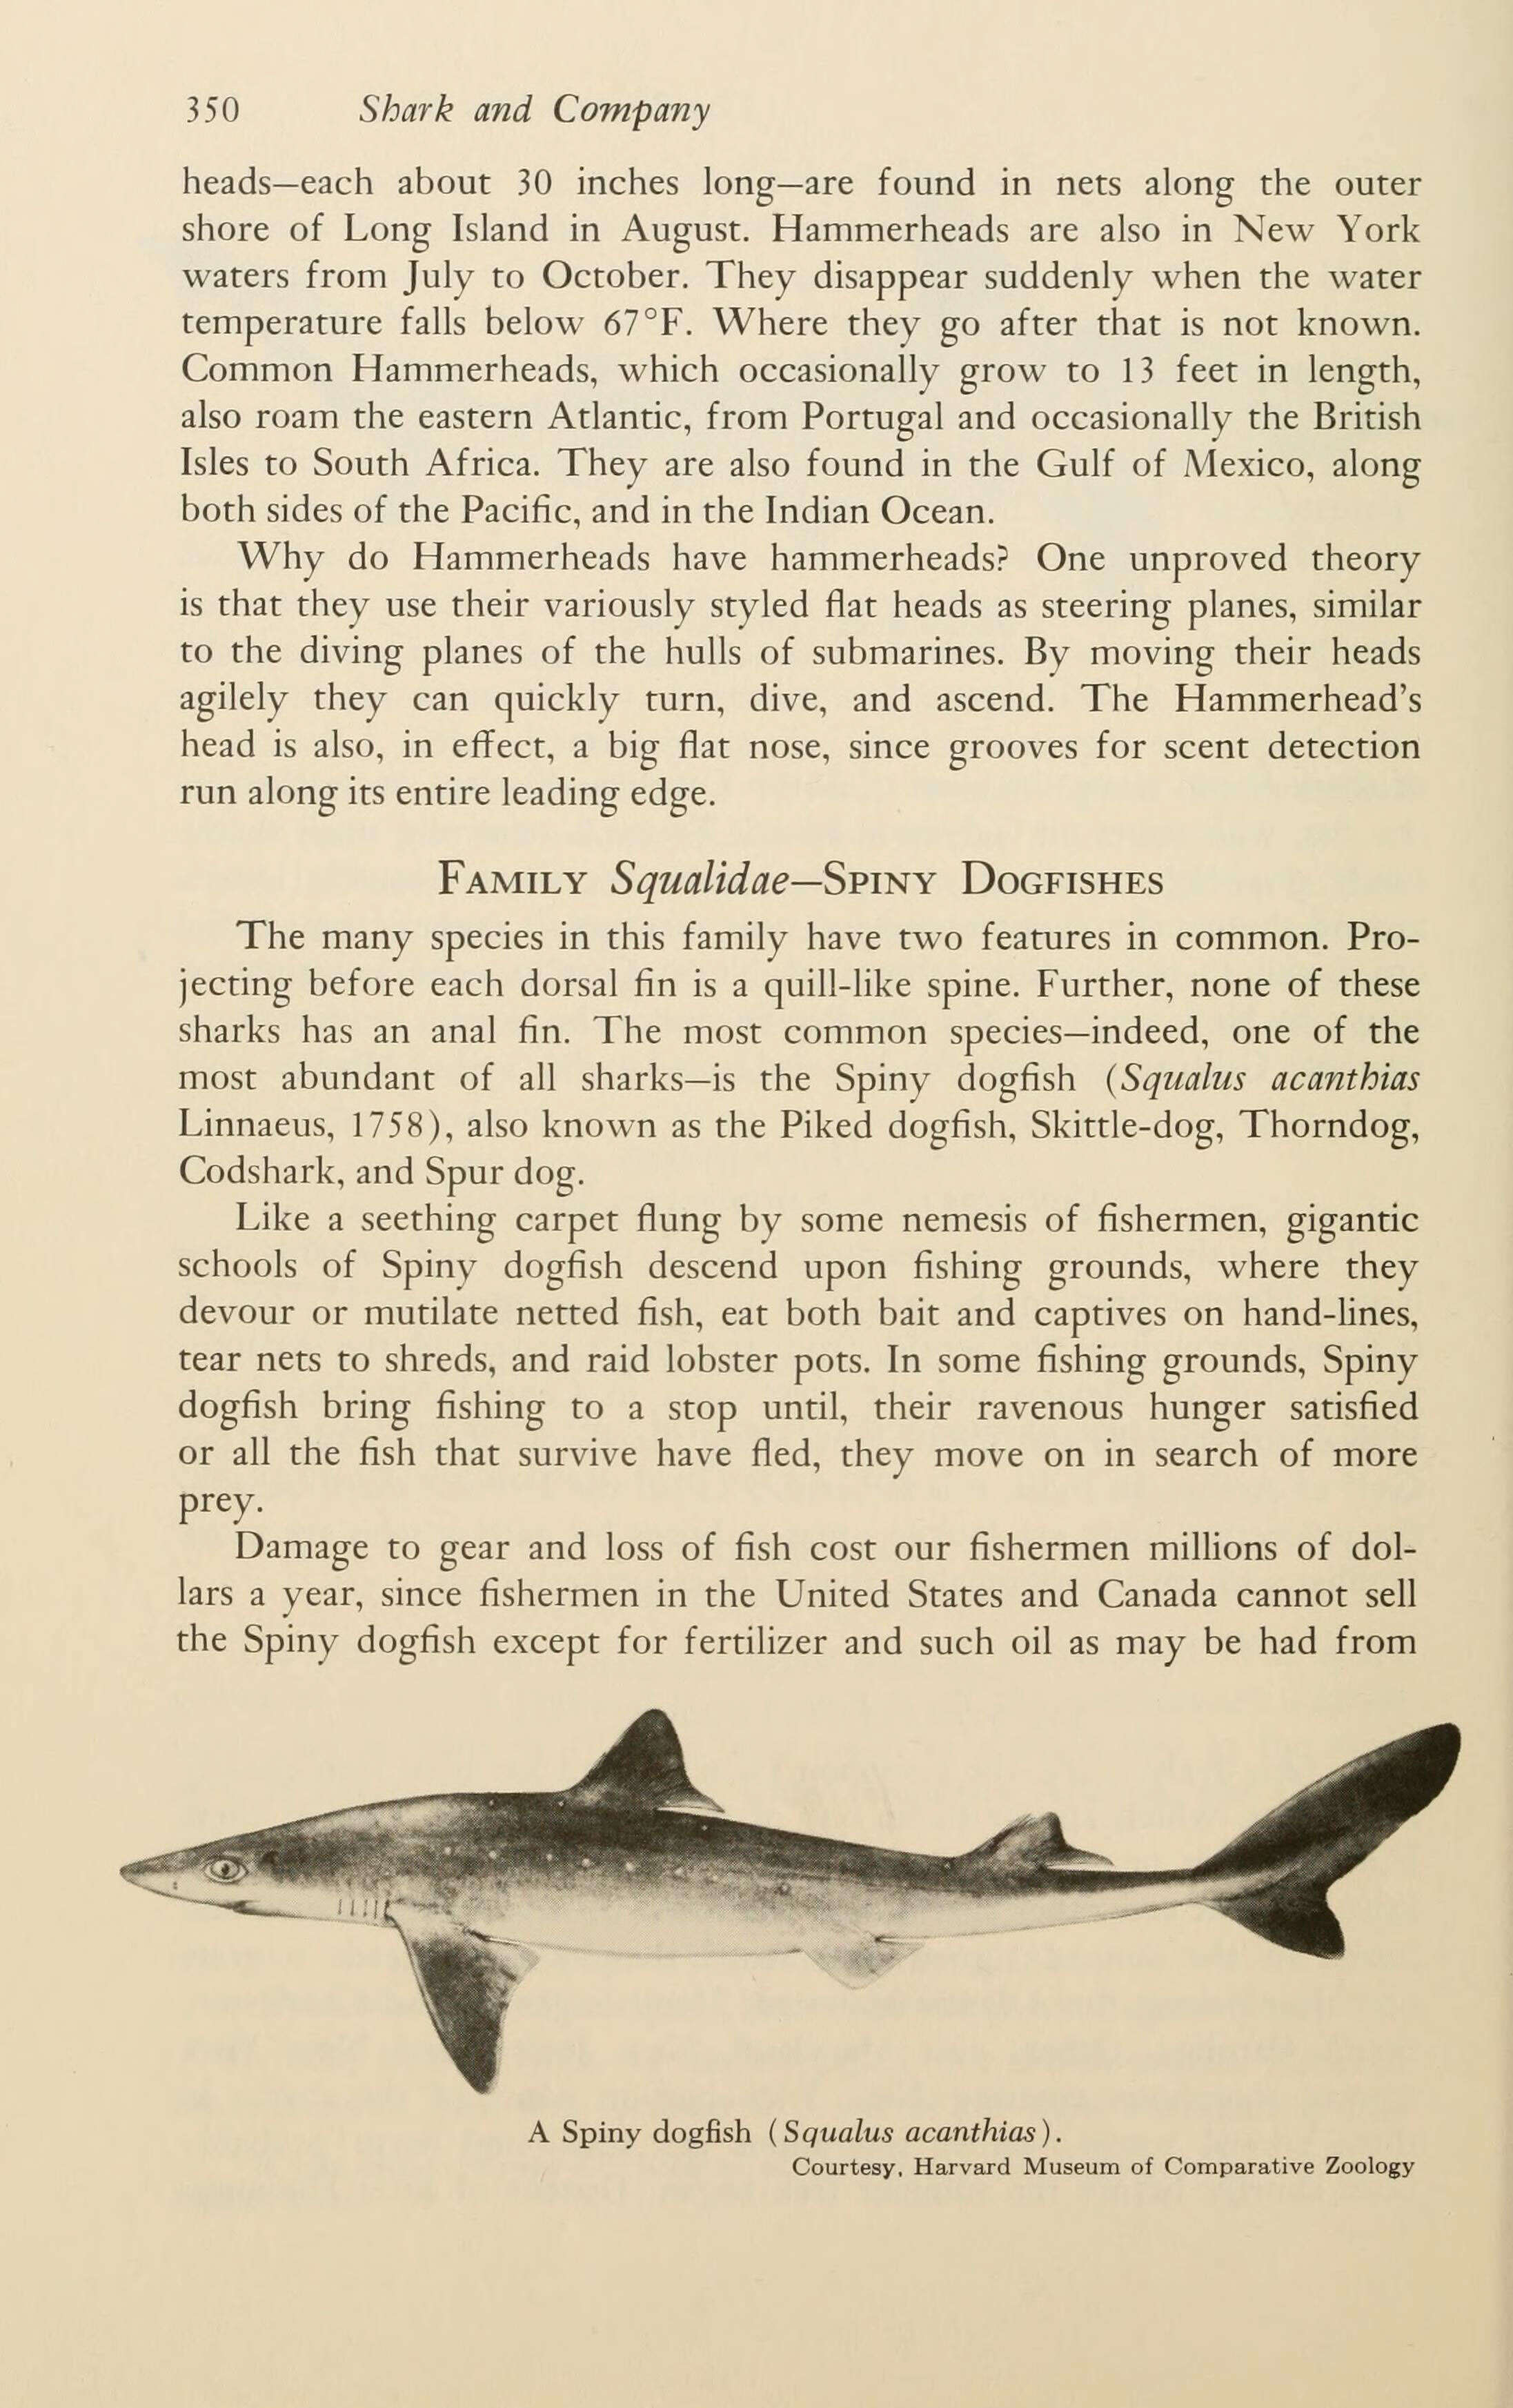 350 Shark and Company
heads—each about 30 inches long—are found in nets along the outer
shore of Long Island in August. Hammerheads are also in New York
waters from July to October. They disappear suddenly when the water
temperature falls below 67°F. Where they go after that is not known.
Common Hammerheads, which occasionally grow to 13 feet in length,
also roam the eastern Atlantic, from Portugal and occasionally the British
Isles to South Africa. They are also found in the Gulf of Mexico, along
both sides of the Pacific, and in the Indian Ocean.
Why do Hammerheads have hammerheads? One unproved theory
is that they use their variously styled flat heads as steering planes, similar
to the diving planes of the hulls of submarines. By moving their heads
agilely they can quickly turn, dive, and ascend. The Hammerhead's
head is also, in effect, a big flat nose, since grooves for scent detection
run along its entire leading edge.
FAMILY Squalidae—SPINY DOGFISHES
The many species in this family have two features in common. Pro-
jecting before each dorsal fin is a quill-like spine. Further, none of these
sharks has an anal fin. The most common species—indeed, one of the
most abundant of all sharks—is the Spiny dogfish (Squalus acanthias
Linnaeus, 1758), also known as the Piked dogfish, Skittle-dog, Thorndog,
Codshark, and Spur dog.
Like a seething carpet flung by some nemesis of fishermen, gigantic
schools of Spiny dogfish descend upon fishing grounds, where they
devour or mutilate netted fish, eat both bait and captives on hand-lines,
tear nets to shreds, and raid lobster pots. In some fishing grounds, Spiny
dogfish bring fishing to a stop until, their ravenous hunger satisfied
or all the fish that survive have fled, they move on in search of more
prey.
Damage to gear and loss of fish cost our fishermen millions of dol-
lars a year, since fishermen in the United States and Canada cannot sell
the Spiny dogfish except for fertilizer and such oil as may be had from
A Spiny dogfish (Squalus acanthias).
Courtesy, Harvard Museum of Comparative Zoology